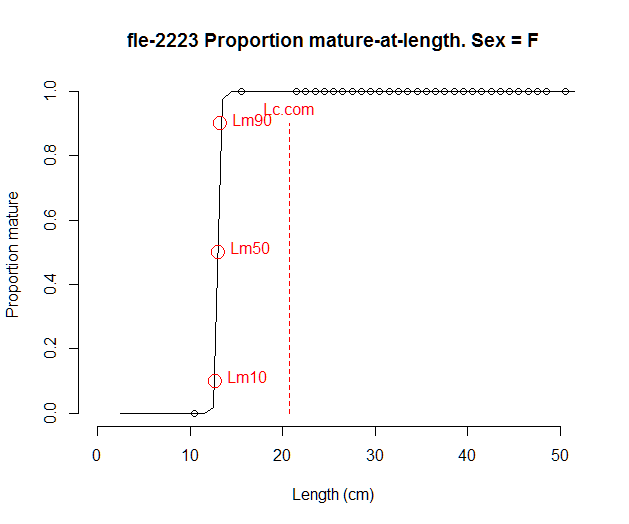 fle-2223 Proportion mature-at-length. Sex = F
Proportion mature
1.0
0.8
0.6
0.4
0.2
0.0
Lc.com
Lm90
Lm50
Lm10
0 10 20 30 40 50
Length (cm)